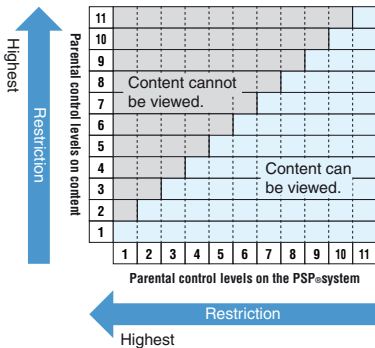 Highest
Restriction
Parental control levels on content
11
10
9
8
7
6
5
4
3
2
1
Content cannot
be viewed.
Content can
be viewed.
1 2 3 4 5 6 7 8 9 10 11
Parental control levels on the PSP®system
Restriction
Highest